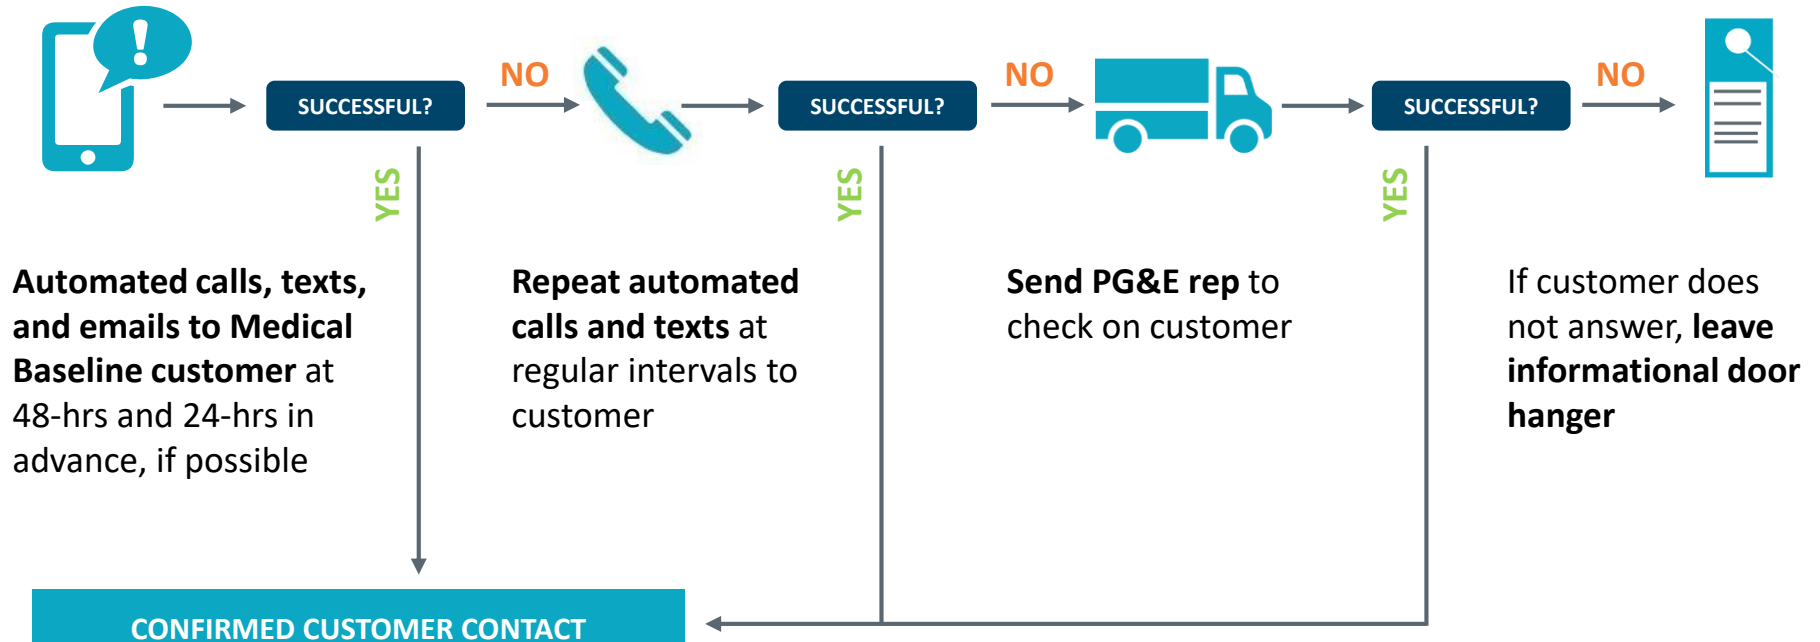 !
NO
NO
NO
SUCCESSFUL?
SUCCESSFUL?
SUCCESSFUL?
YES
YES
YES
Automated calls, texts,
and emails to Medical
Baseline customer at
48-hrs and 24-hrs in
advance, if possible
Repeat automated
calls and texts at
regular intervals to
customer
Send PG&E rep to
check on customer
If customer does
not answer, leave
informational door
hanger
CONFIRMED CUSTOMER CONTACT